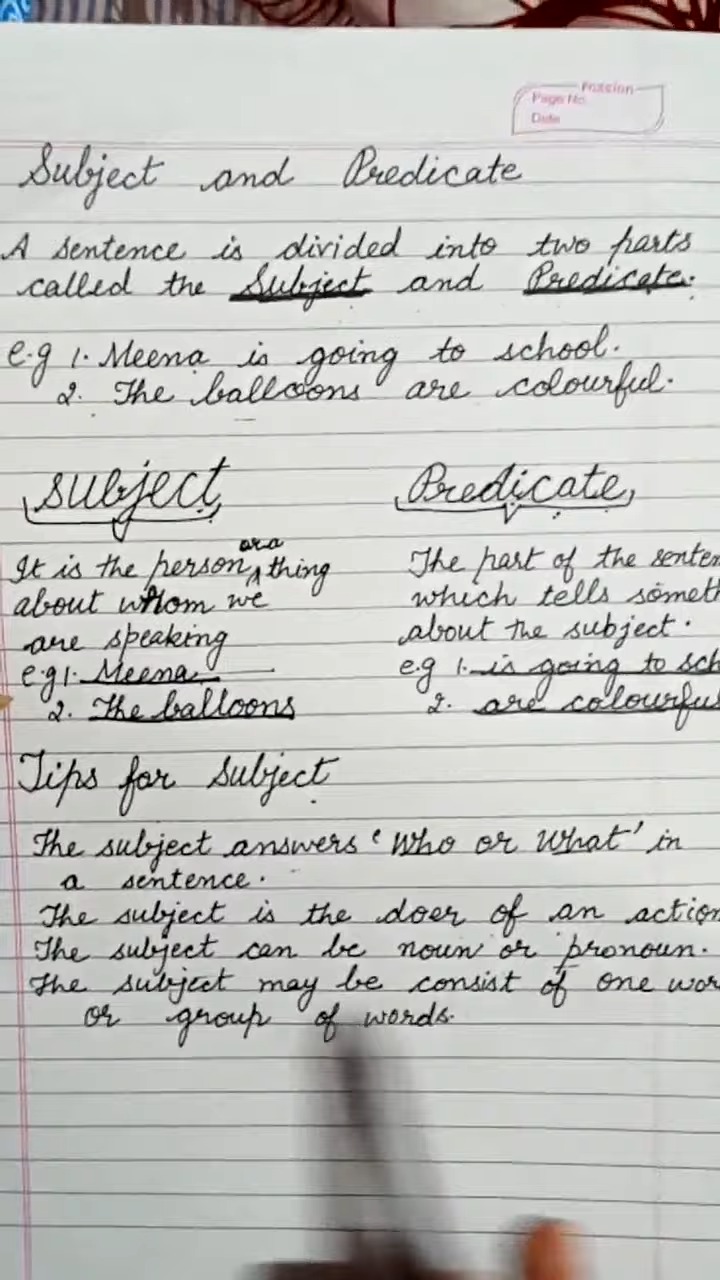 Foxcion
Page No.
Date
Subject and Predicate
A sentence is divided into two parts
called the Subject and Predicate.
e.g 1. Meena is going to school.
2. The balloons are colourful.
Subject
It is the person or a thing
about whom we
are speaking
e.g 1. Meena
2. The balloons
Predicate
The part of the senten
which tells someth
about the subject.
e.g 1. is going to sch
2. are colourfu
Tips for Subject
The subject answers 'Who or What' in
a sentence.
The subject is the doer of an action
The subject can be noun or pronoun.
The subject may be consist of one wor
or group of words.